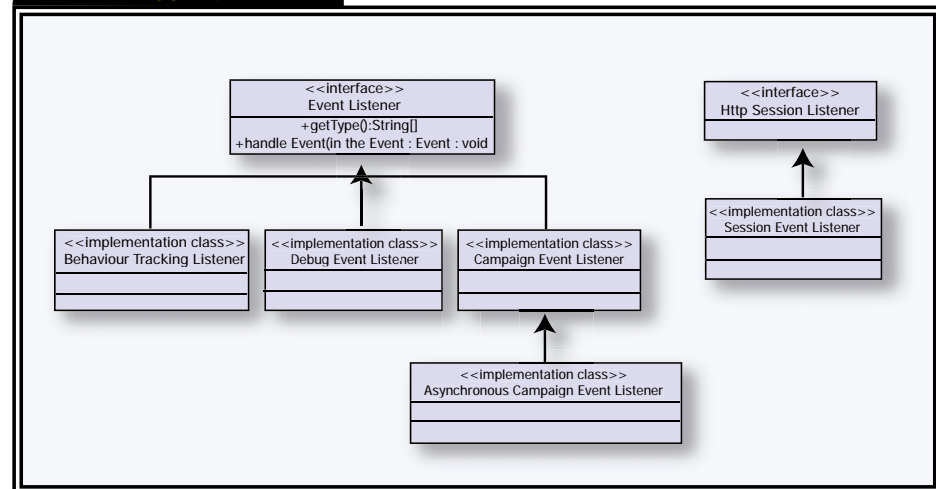 <<interface>>
Event Listener
+getType():String[]
+handle Event(in the Event : Event : void
<<interface>>
Http Session Listener
<<implementation class>>
Behaviour Tracking Listener
<<implementation class>>
Debug Event Listener
<<implementation class>>
Campaign Event Listener
<<implementation class>>
Session Event Listener
<<implementation class>>
Asynchronous Campaign Event Listener